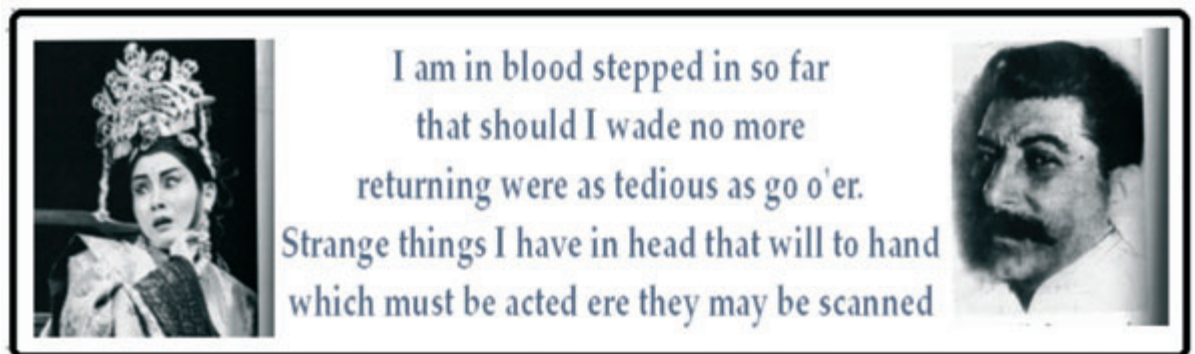 I am in blood stepped in so far
that should I wade no more
returning were as tedious as go o'er.
Strange things I have in head that will to hand
which must be acted ere they may be scanned